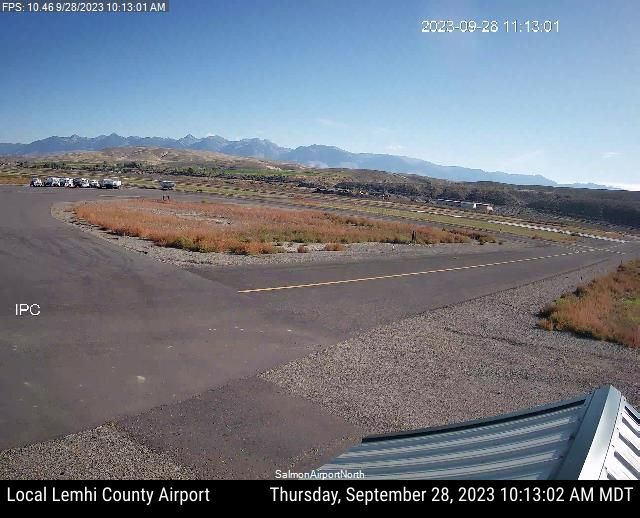 FPS: 10.46 9/28/2023 10:13:01 AM
2023-09-28 11:13:01
IPC
SalmonAirportNorth
Local Lemhi County Airport Thursday, September 28, 2023 10:13:02 AM MDT